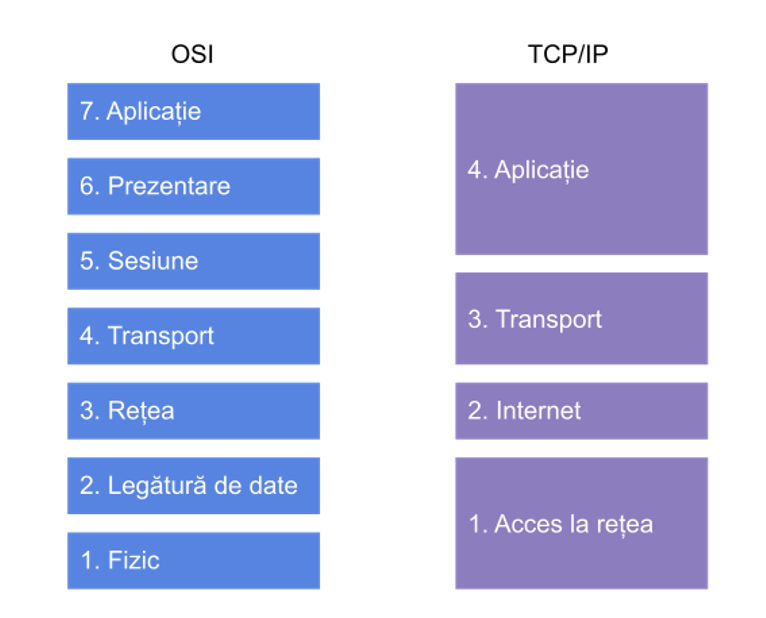 OSI
7. Aplicație
6. Prezentare
5. Sesiune
4. Transport
3. Rețea
2. Legătură de date
1. Fizic
TCP/IP
4. Aplicație
3. Transport
2. Internet
1. Acces la rețea